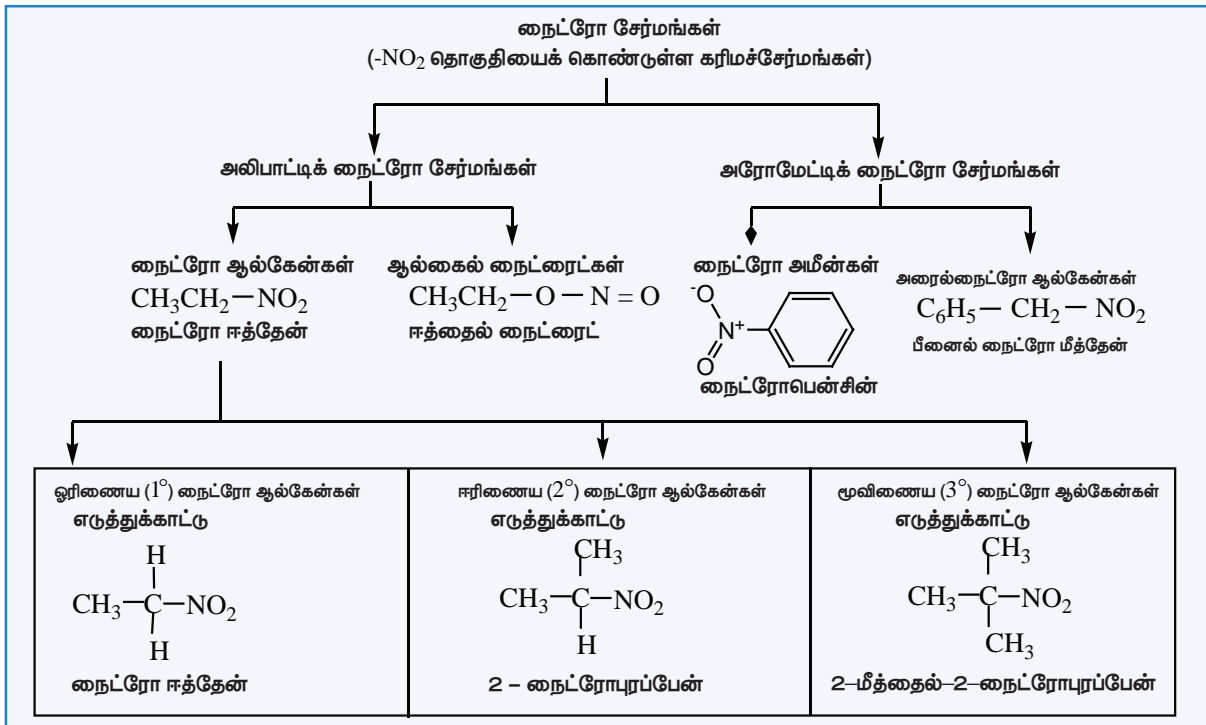 நைட்ரோ சேர்மங்கள்
(-NO₂ தொகுதியைக் கொண்டுள்ள கரிமச்சேர்மங்கள்)
அலிபாட்டிக் நைட்ரோ சேர்மங்கள்
அரோமேட்டிக் நைட்ரோ சேர்மங்கள்
நைட்ரோ ஆல்கேன்கள்
CH₃CH₂—NO₂
நைட்ரோ ஈத்தேன்
ஆல்கைல் நைட்ரைட்கள்
CH₃CH₂—O—N=O
ஈத்தைல் நைட்ரைட்
நைட்ரோ அமீன்கள்
⁻O
N⁺
O
நைட்ரோபென்சின்
அரைல்நைட்ரோ ஆல்கேன்கள்
C₆H₅—CH₂—NO₂
பீனைல் நைட்ரோ மீத்தேன்
ஓரிணைய (1°) நைட்ரோ ஆல்கேன்கள்
எடுத்துக்காட்டு
H
CH₃—C—NO₂
H
நைட்ரோ ஈத்தேன்
ஈரிணைய (2°) நைட்ரோ ஆல்கேன்கள்
எடுத்துக்காட்டு
CH₃
CH₃—C—NO₂
H
2 – நைட்ரோபுரப்பேன்
மூவிணைய (3°) நைட்ரோ ஆல்கேன்கள்
எடுத்துக்காட்டு
CH₃
CH₃—C—NO₂
CH₃
2–மீத்தைல்–2–நைட்ரோபுரப்பேன்